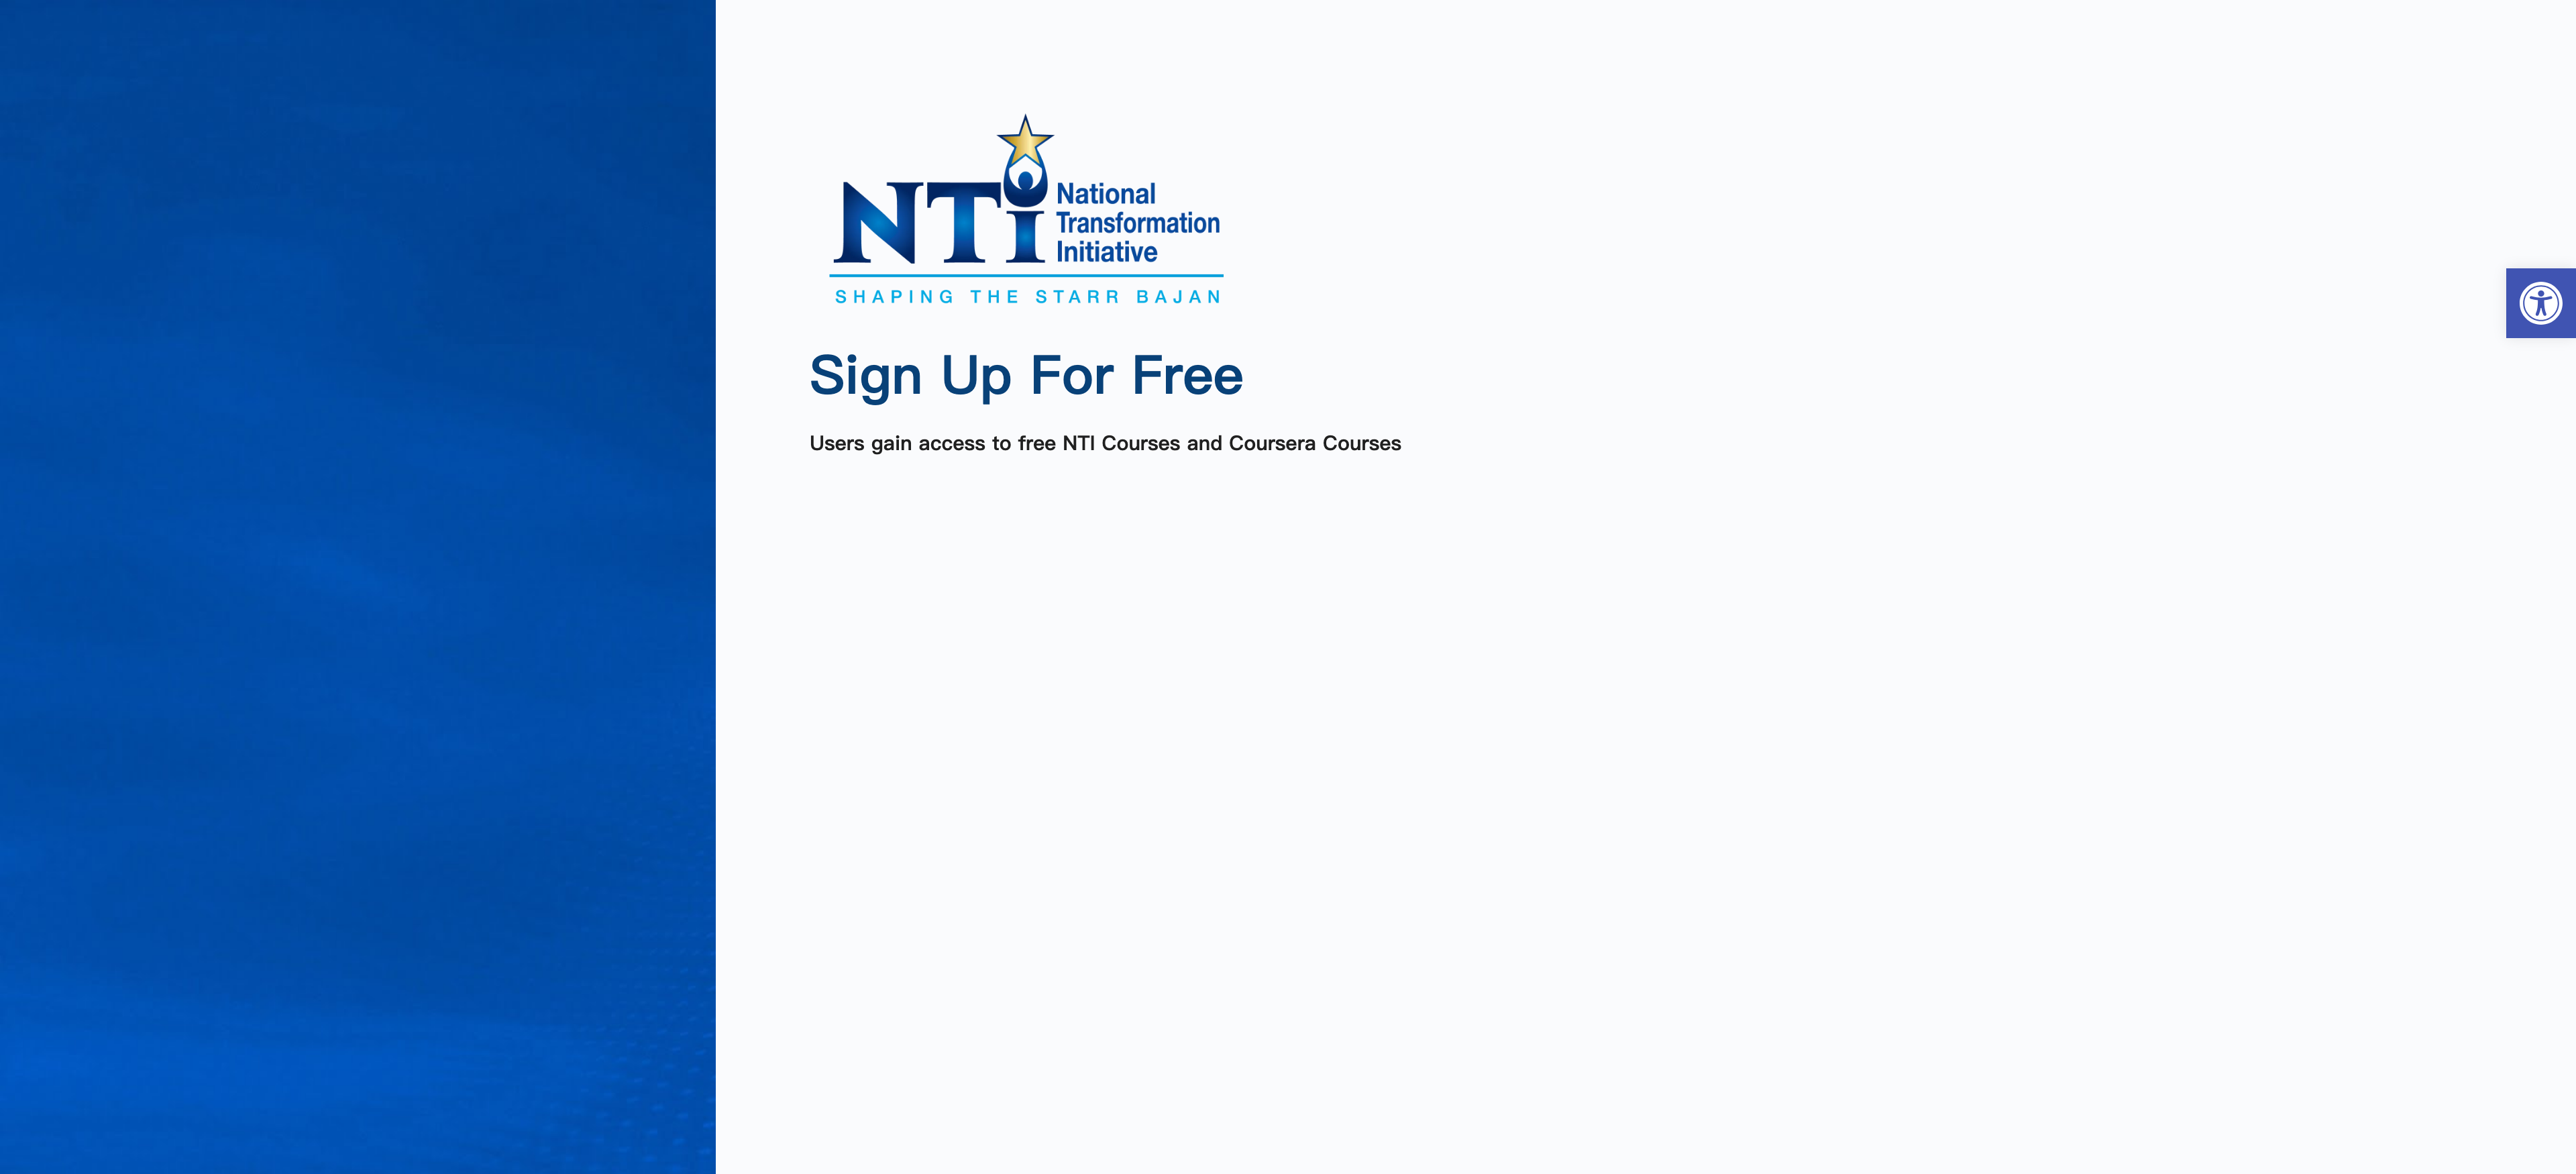 NTi
National
Transformation
Initiative
SHAPING THE STARR BAJAN
Sign Up For Free
Users gain access to free NTI Courses and Coursera Courses